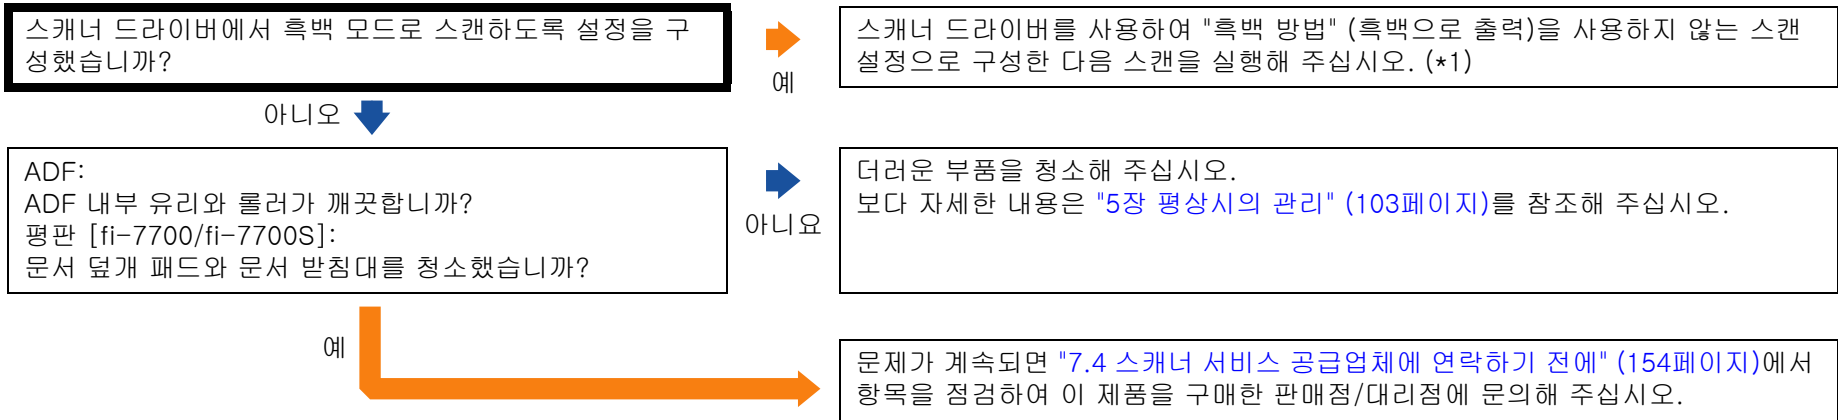 스캐너 드라이버에서 흑백 모드로 스캔하도록 설정을 구
성했습니까?
예
스캐너 드라이버를 사용하여 "흑백 방법" (흑백으로 출력)을 사용하지 않는 스캔
설정으로 구성한 다음 스캔을 실행해 주십시오. (*1)
아니오
ADF:
ADF 내부 유리와 롤러가 깨끗합니까?
평판 [fi-7700/fi-7700S]:
문서 덮개 패드와 문서 받침대를 청소했습니까?
아니요
더러운 부품을 청소해 주십시오.
보다 자세한 내용은 "5장 평상시의 관리" (103페이지)를 참조해 주십시오.
예
문제가 계속되면 "7.4 스캐너 서비스 공급업체에 연락하기 전에" (154페이지)에서
항목을 점검하여 이 제품을 구매한 판매점/대리점에 문의해 주십시오.